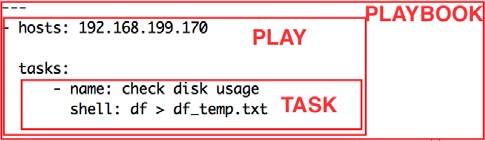 ---
PLAYBOOK
- hosts: 192.168.199.170
PLAY
tasks:
- name: check disk usage
shell: df > df_temp.txt
TASK